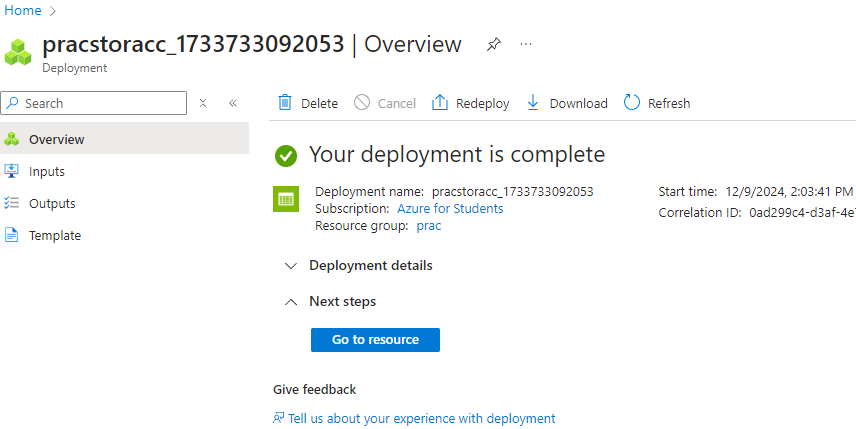 Home
pracstoracc_1733733092053 | Overview
Deployment
Search
Delete Cancel Redeploy Download Refresh
Overview
Inputs
Outputs
Template
Your deployment is complete
Deployment name: pracstoracc_1733733092053 Start time: 12/9/2024, 2:03:41 PM
Subscription: Azure for Students Correlation ID: 0ad299c4-d3af-4e
Resource group: prac
Deployment details
Next steps
Go to resource
Give feedback
Tell us about your experience with deployment